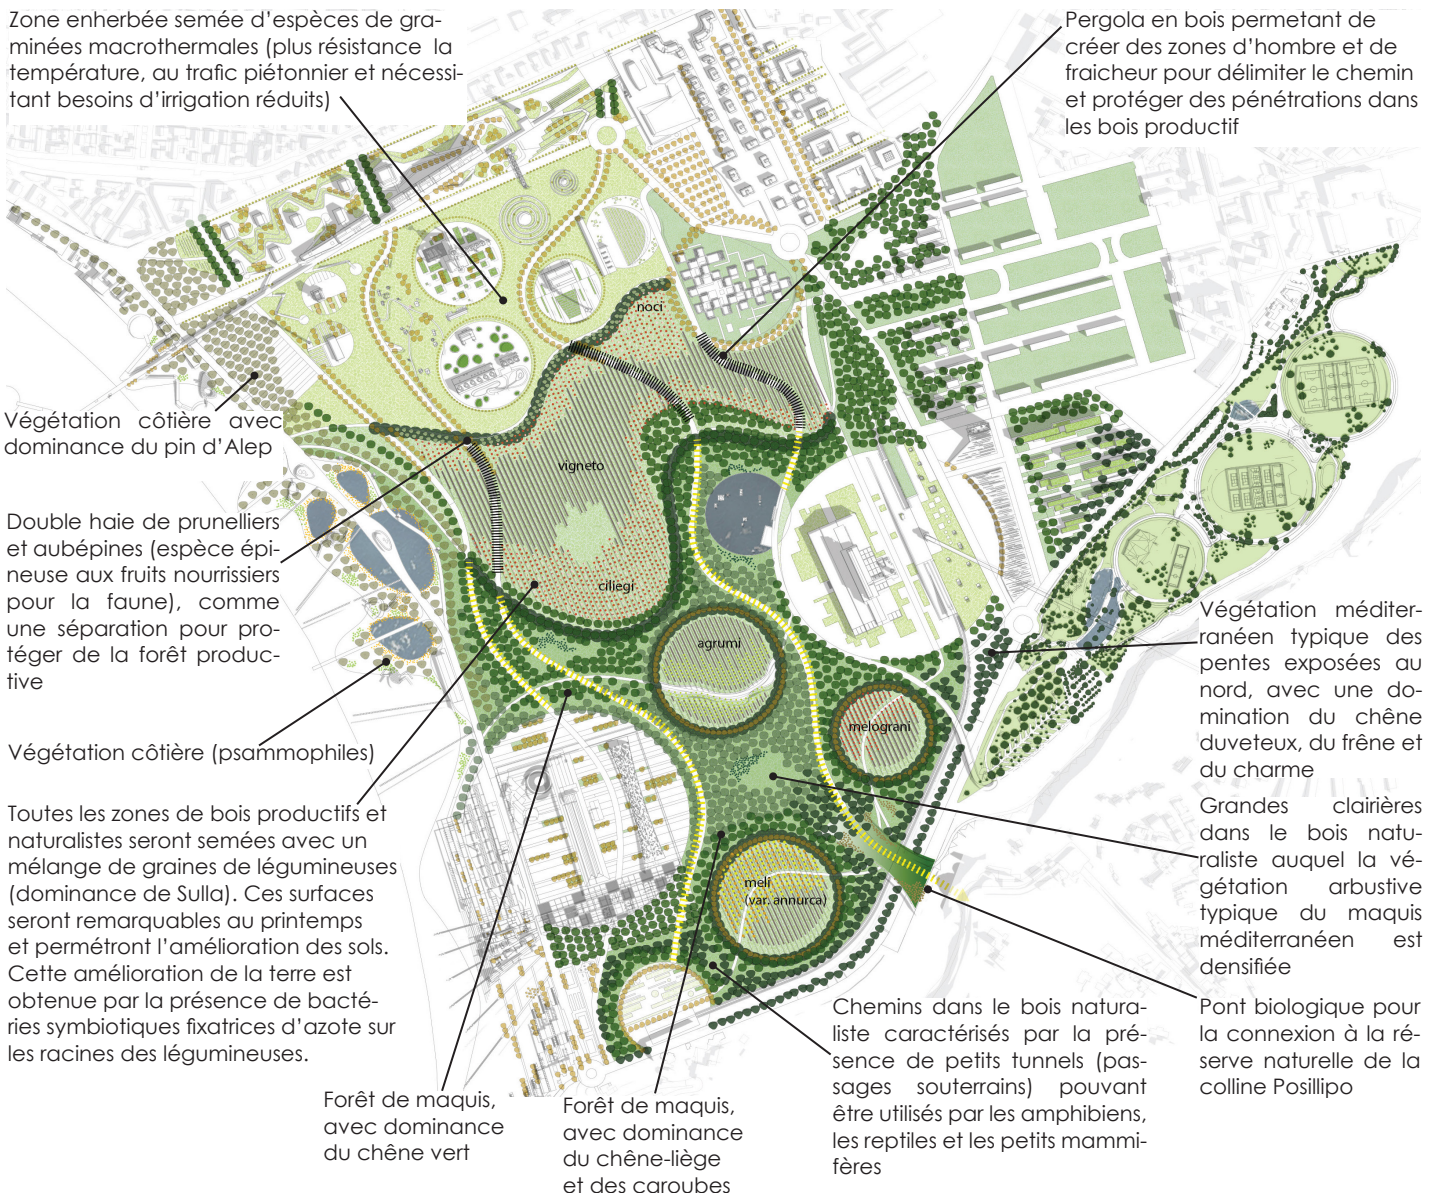 Zone enherbée semée d'espèces de gra-
minées macrothermales (plus résistance  la
température, au trafic piétonnier et nécessi-
tant besoins d'irrigation réduits)
Pergola en bois permetant de
créer des zones d'hombre et de
fraicheur pour délimiter le chemin
et protéger des pénétrations dans
les bois productif
noci
Végétation côtière avec
dominance du pin d'Alep
vigneto
Double haie de prunelliers
et aubépines (espèce épi-
neuse aux fruits nourrissiers
pour la faune), comme
une séparation pour pro-
téger de la forêt produc-
tive
ciliegi
agrumi
melograni
Végétation méditer-
ranéen typique des
pentes exposées au
nord, avec une do-
mination du chêne
duveteux, du frêne et
du charme
Végétation côtière (psammophiles)
Toutes les zones de bois productifs et
naturalistes seront semées avec un
mélange de graines de légumineuses
(dominance de Sulla). Ces surfaces
seront remarquables au printemps
et permétront l'amélioration des sols.
Cette amélioration de la terre est
obtenue par la présence de bacté-
ries symbiotiques fixatrices d'azote sur
les racines des légumineuses.
Grandes clairières
dans le bois natu-
raliste auquel la vé-
gétation arbustive
typique du maquis
méditerranéen est
densifiée
meli
(var. annurca)
Forêt de maquis,
avec dominance
du chêne vert
Forêt de maquis,
avec dominance
du chêne-liège
et des caroubes
Chemins dans le bois natura-
liste caractérisés par la pré-
sence de petits tunnels (pas-
sages souterrains) pouvant
être utilisés par les amphibiens,
les reptiles et les petits mammi-
fères
Pont biologique pour
la connexion à la ré-
serve naturelle de la
colline Posillipo